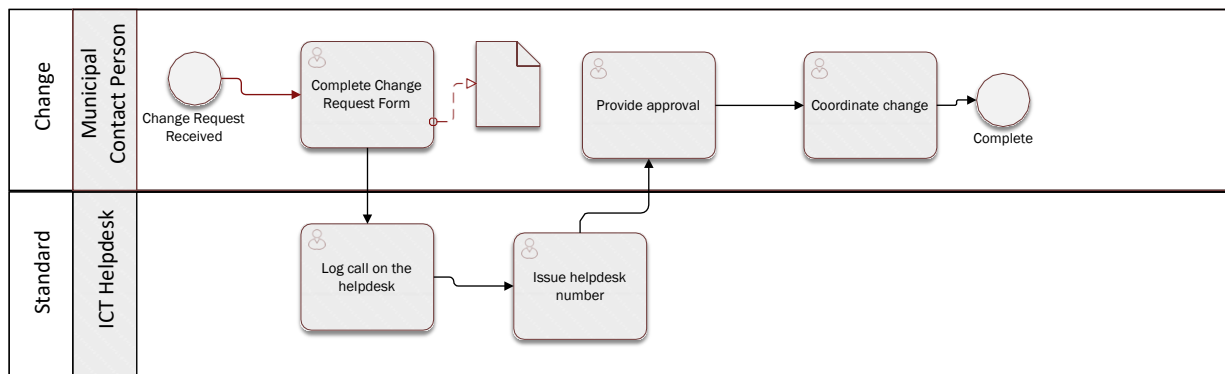 Change
Municipal
Contact Person
Change Request
Received
Complete Change
Request Form
Provide approval
Coordinate change
Complete
Standard
ICT Helpdesk
Log call on the
helpdesk
Issue helpdesk
number